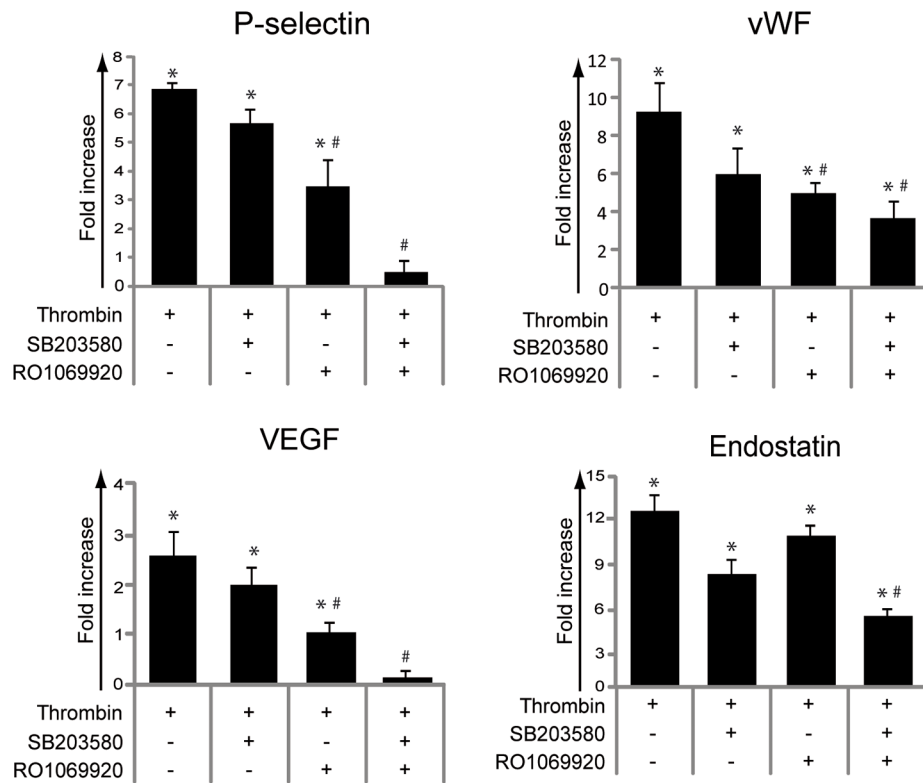 P-selectin
Fold increase
8
7
6
5
4
3
2
1
0
* * * # #
Thrombin + + + +
SB203580 - + - +
RO1069920 - - + +
vWF
Fold increase
12
10
8
6
4
2
0
* * * # * #
Thrombin + + + +
SB203580 - + - +
RO1069920 - - + +
VEGF
Fold increase
4
3
2
1
0
* * * # #
Thrombin + + + +
SB203580 - + - +
RO1069920 - - + +
Endostatin
Fold increase
15
12
9
6
3
0
* * * * #
Thrombin + + + +
SB203580 - + - +
RO1069920 - - + +